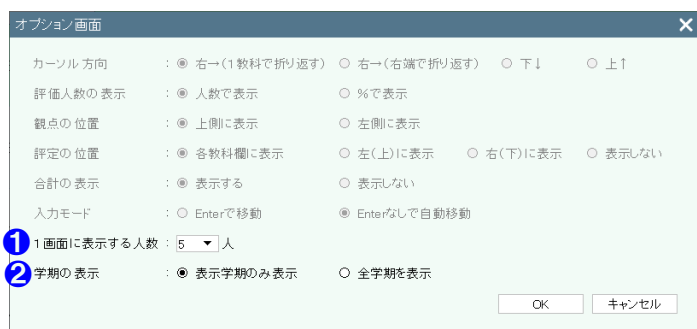 オプション画面 ×
カーソル方向 : 右→(1教科で折り返す) 右→(右端で折り返す) 下↓ 上↑
評価人数の表示 : 人数で表示 %で表示
観点の位置 : 上側に表示 左側に表示
評定の位置 : 各教科欄に表示 左(上)に表示 右(下)に表示 表示しない
合計の表示 : 表示する 表示しない
入力モード : Enterで移動 Enterなしで自動移動
1 1画面に表示する人数 : 5 ▼ 人
2 学期の表示 : 表示学期のみ表示 全学期を表示
OK キャンセル